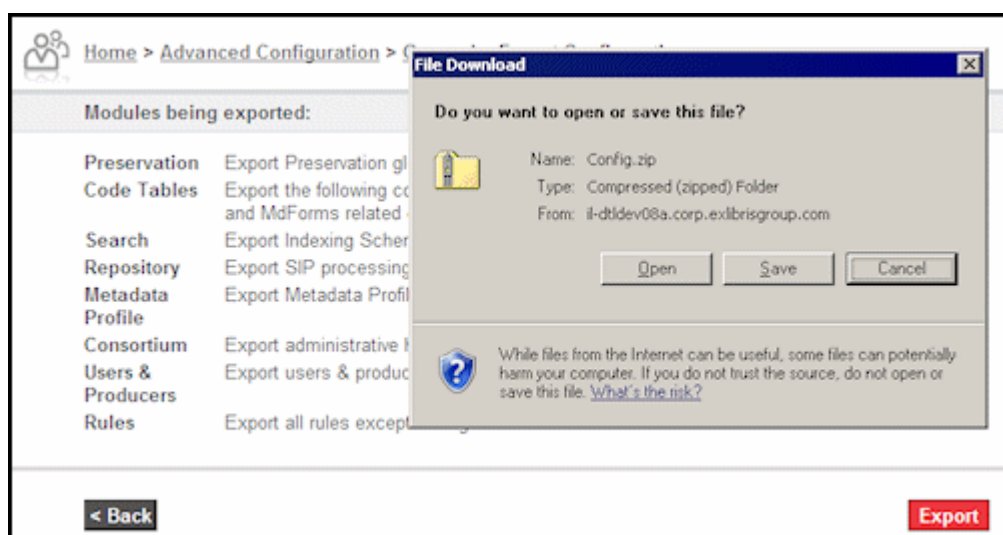 Home > Advanced Configuration >
File Download
Do you want to open or save this file?
Name: Config.zip
Type: Compressed (zipped) Folder
From: il-dtldev08a.corp.exlibrisgroup.com
Open Save Cancel
While files from the Internet can be useful, some files can potentially
harm your computer. If you do not trust the source, do not open or
save this file. What's the risk?
Modules being exported:
Preservation Export Preservation
Code Tables Export the following
and MdForms related
Search Export Indexing
Repository Export SIP processing
Metadata Export Metadata
Profile
Consortium Export administrative
Users & Export users &
Producers
Rules Export all rules except
< Back Export